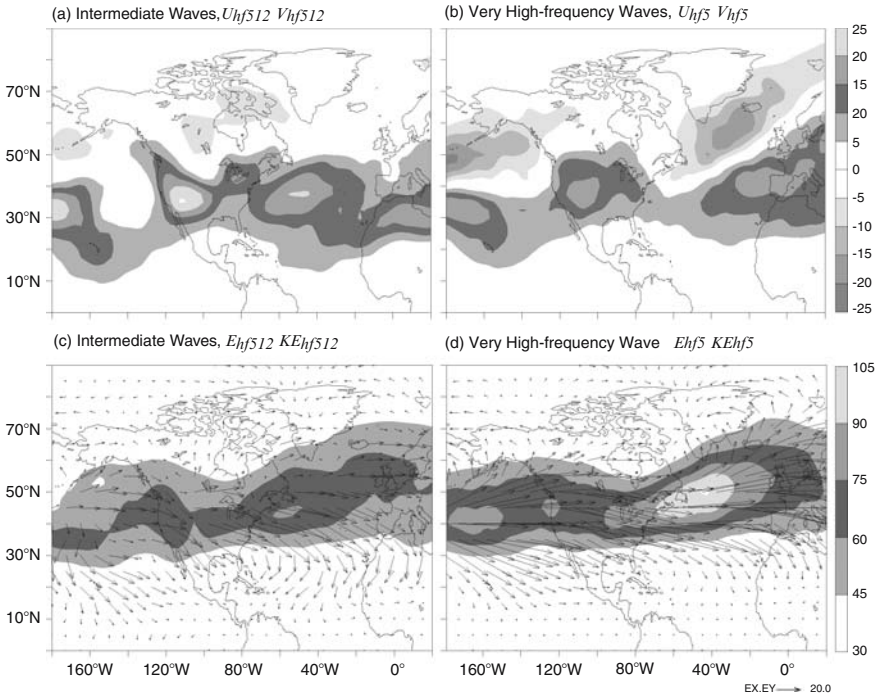 (a) Intermediate Waves, Uhf512 Vhf512
(b) Very High-frequency Waves, Uhf5 Vhf5
70°N
50°N
30°N
10°N
25
25
20
5
0
-5
-10
-15
-20
-25
(c) Intermediate Waves, Ehf512 KEhf512
(d) Very High-frequency Wave Ehf5 KEhf5
70°N
50°N
30°N
10°N
105
90
75
60
45
30
160°W 120°W 80°W 40°W 0°
160°W 120°W 80°W 40°W 0°
EX.EY 20.0